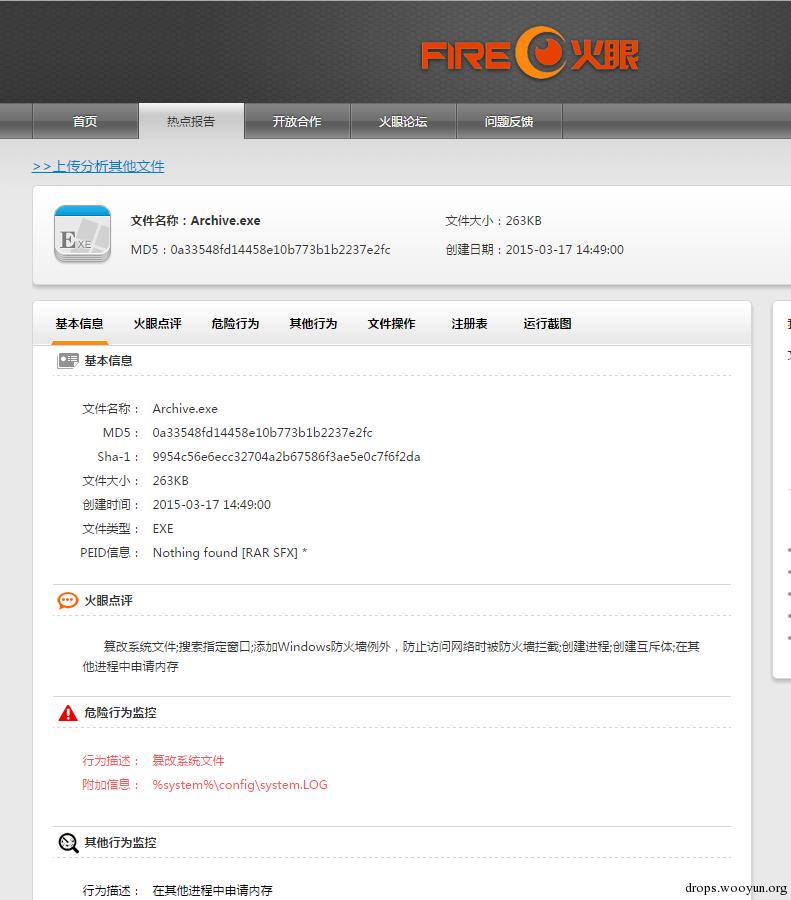 FIRE 火眼
首页 热点报告 开放合作 火眼论坛 问题反馈
>>上传分析其他文件
EXE
文件名称：Archive.exe 文件大小：263KB
MD5：0a33548fd14458e10b773b1b2237e2fc 创建日期：2015-03-17 14:49:00
基本信息 火眼点评 危险行为 其他行为 文件操作 注册表 运行截图
基本信息
文件名称： Archive.exe
MD5： 0a33548fd14458e10b773b1b2237e2fc
Sha-1： 9954c56e6ecc32704a2b67586f3ae5e0c7f6f2da
文件大小： 263KB
创建时间： 2015-03-17 14:49:00
文件类型： EXE
PEID信息： Nothing found [RAR SFX] *
火眼点评
篡改系统文件;搜索指定窗口;添加Windows防火墙例外，防止访问网络时被防火墙拦截;创建进程;创建互斥体;在其
他进程中申请内存
危险行为监控
行为描述： 篡改系统文件
附加信息： %system%\config\system.LOG
其他行为监控
行为描述： 在其他进程中申请内存
drops.wooyun.org